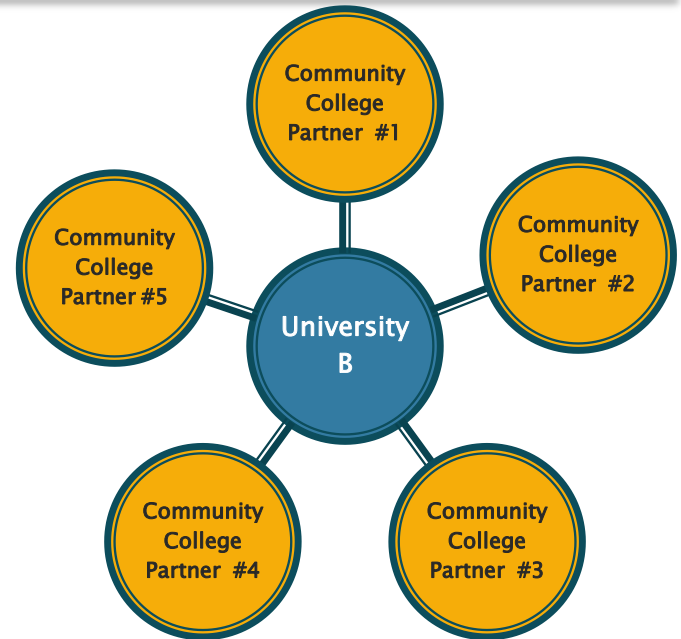 Community
College
Partner  #1
Community
College
Partner  #2
Community
College
Partner #5
University
B
Community
College
Partner  #4
Community
College
Partner  #3